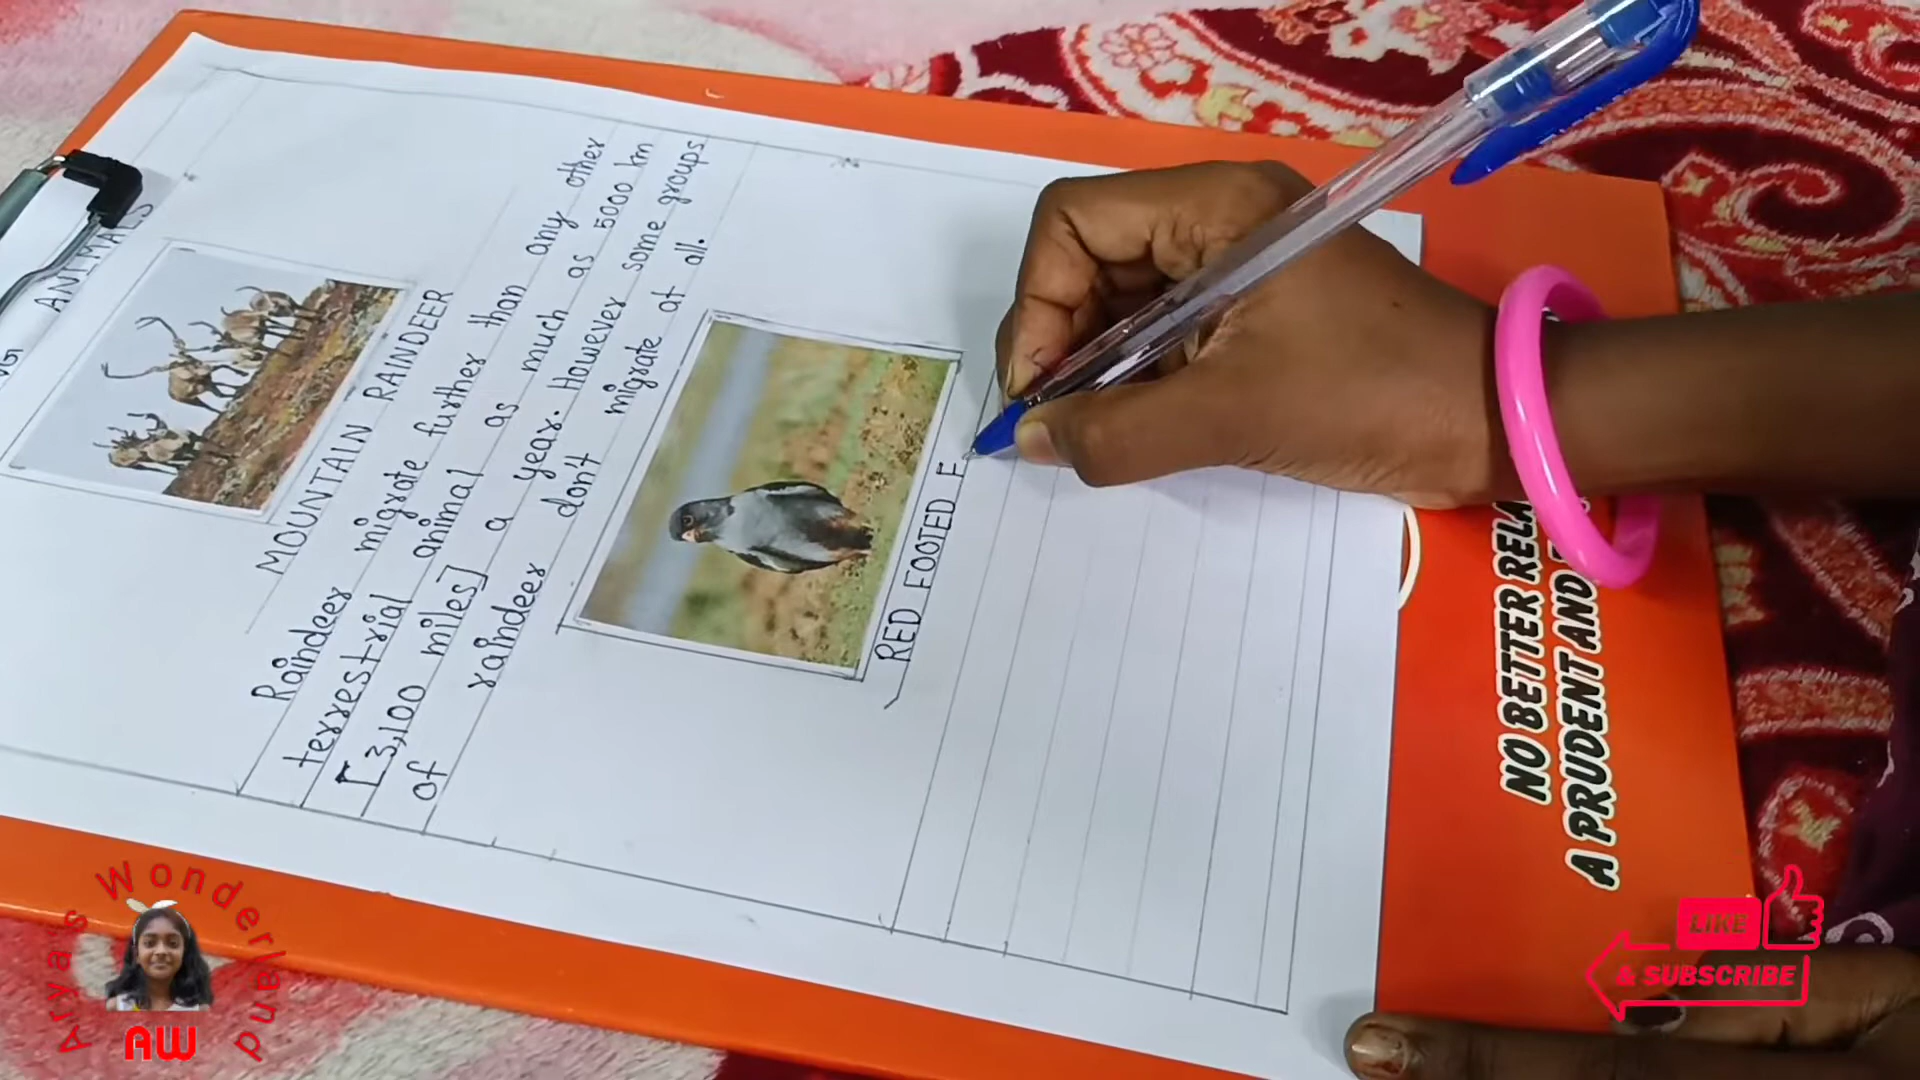 ANIMALS
MOUNTAIN RAINDEER
Raindeer migrate further than any other
terrestrial animal as much as 5000 km
[3,100 miles] a year. However some groups
of raindeer don't migrate at all.
RED FOOTED F
NO BETTER RELA
A PRUDENT AND
Arya's Wonderland
AW
LIKE
& SUBSCRIBE